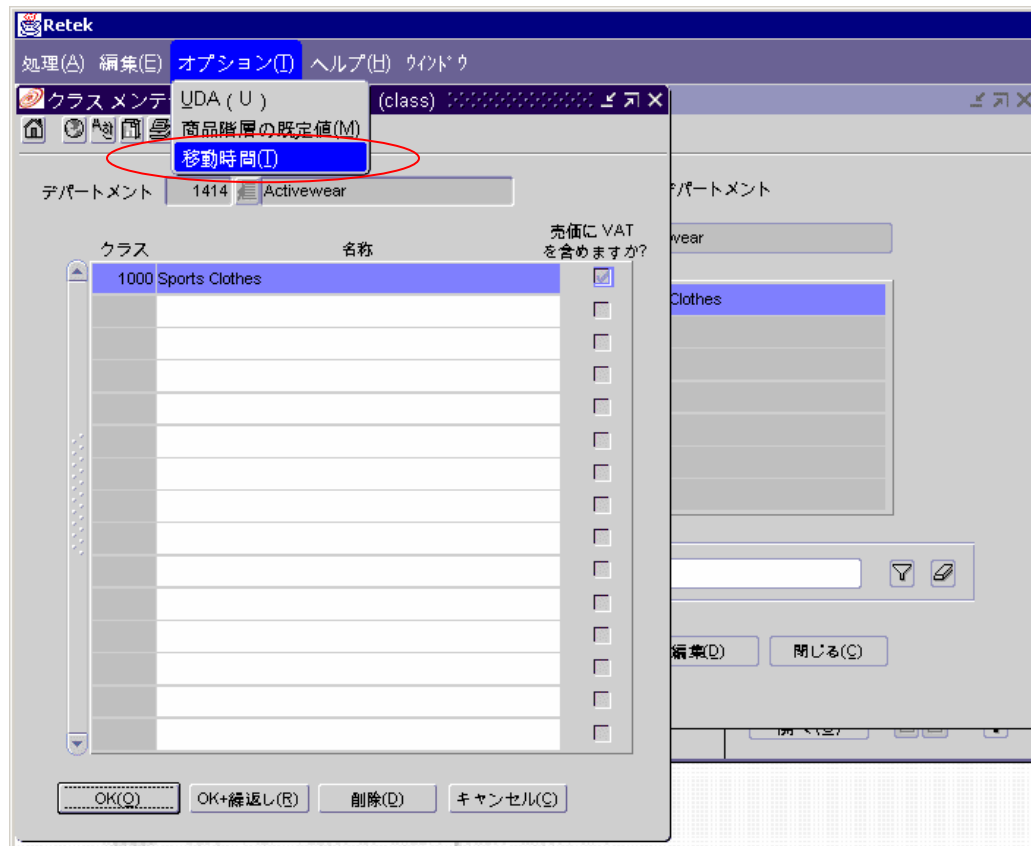 Retek
処理(A) 編集(E) オプション(T) ヘルプ(H) ウインドウ
クラス メンテ (class)
UDA ( U )
商品階層の既定値(M)
移動時間(T)
デパートメント 1414 Activewear
クラス 名称 売価に VAT
を含めますか?
1000 Sports Clothes
OK(O) OK+繰返し(R) 削除(D) キャンセル(C)
パートメント
vear
Clothes
編集(D) 閉じる(C)